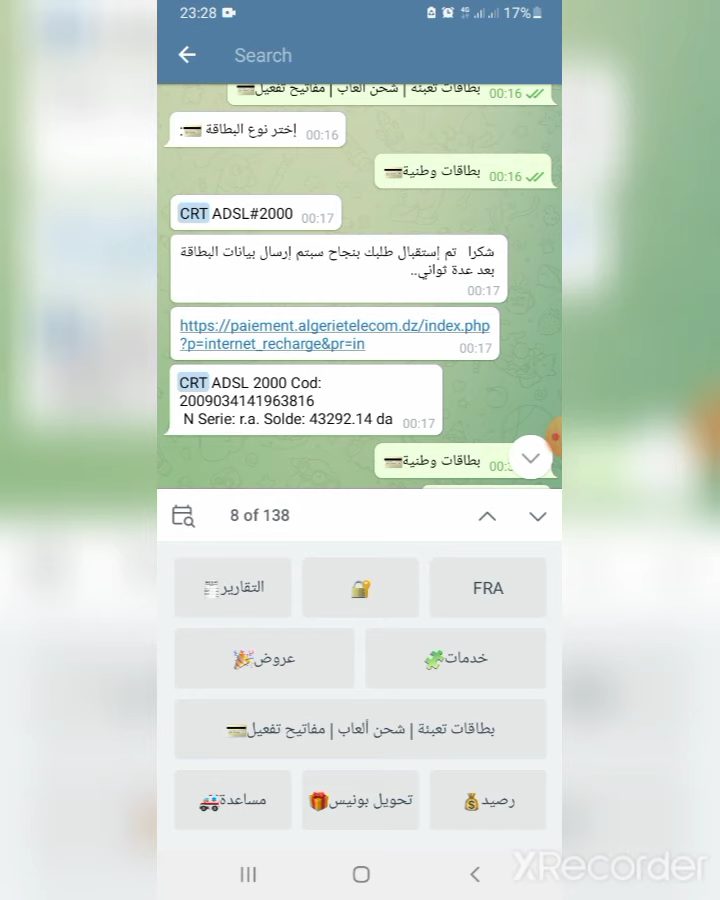 23:28
4G 17%
Search
بطاقات تعبئة | شحن ألعاب | مفاتيح تفعيل💳 00:16
إختر نوع البطاقة 💳: 00:16
بطاقات وطنية💳 00:16
CRT ADSL#2000 00:17
شكرا تم إستقبال طلبك بنجاح سبتم إرسال بيانات البطاقة
بعد عدة ثواني..
00:17
https://paiement.algerietelecom.dz/index.php
?p=internet_recharge&pr=in 00:17
CRT ADSL 2000 Cod:
2009034141963816
N Serie: r.a. Solde: 43292.14 da 00:17
بطاقات وطنية💳
8 of 138
التقارير🧾 🔐 FRA
عروض🎉 خدمات🧩
بطاقات تعبئة | شحن ألعاب | مفاتيح تفعيل💳
مساعدة🚑 تحويل بونيس🎁 رصيد💰
XRecorder